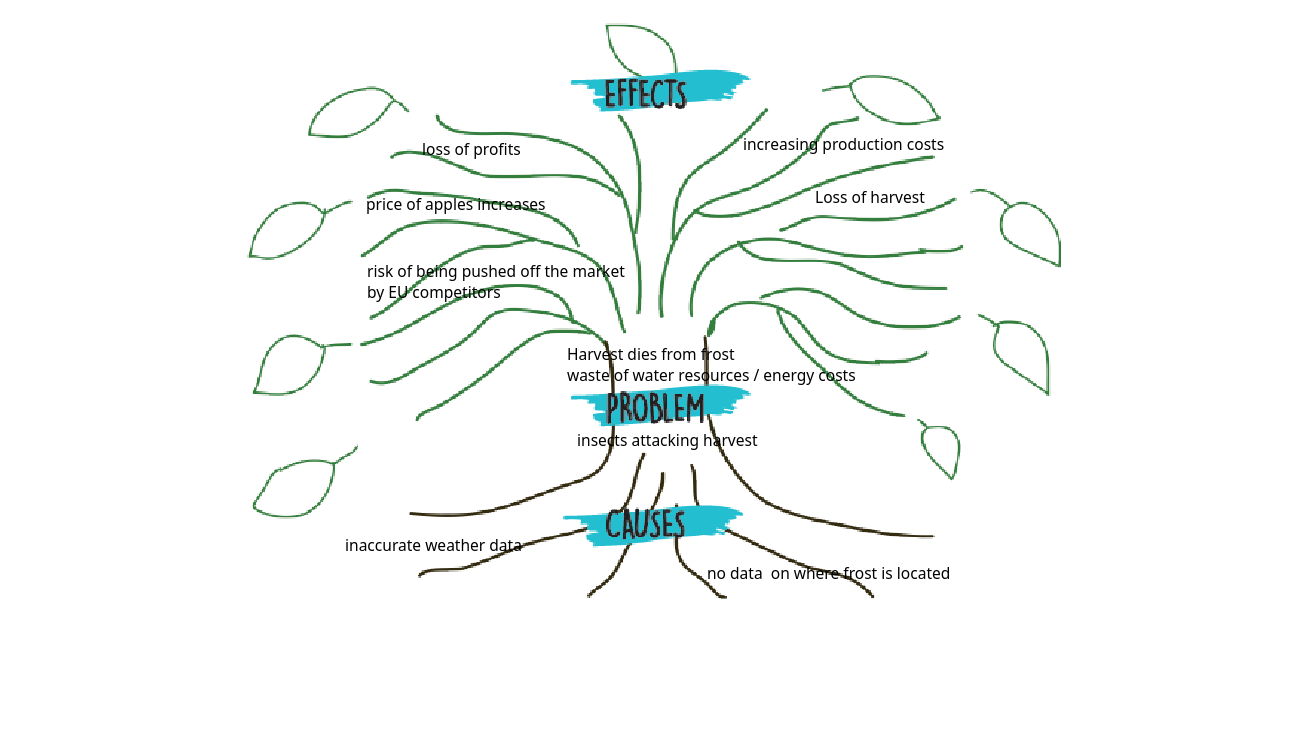 EFFECTS
loss of profits
increasing production costs
price of apples increases
Loss of harvest
risk of being pushed off the market
by EU competitors
Harvest dies from frost
waste of water resources / energy costs
PROBLEM
insects attacking harvest
CAUSES
inaccurate weather data
no data  on where frost is located